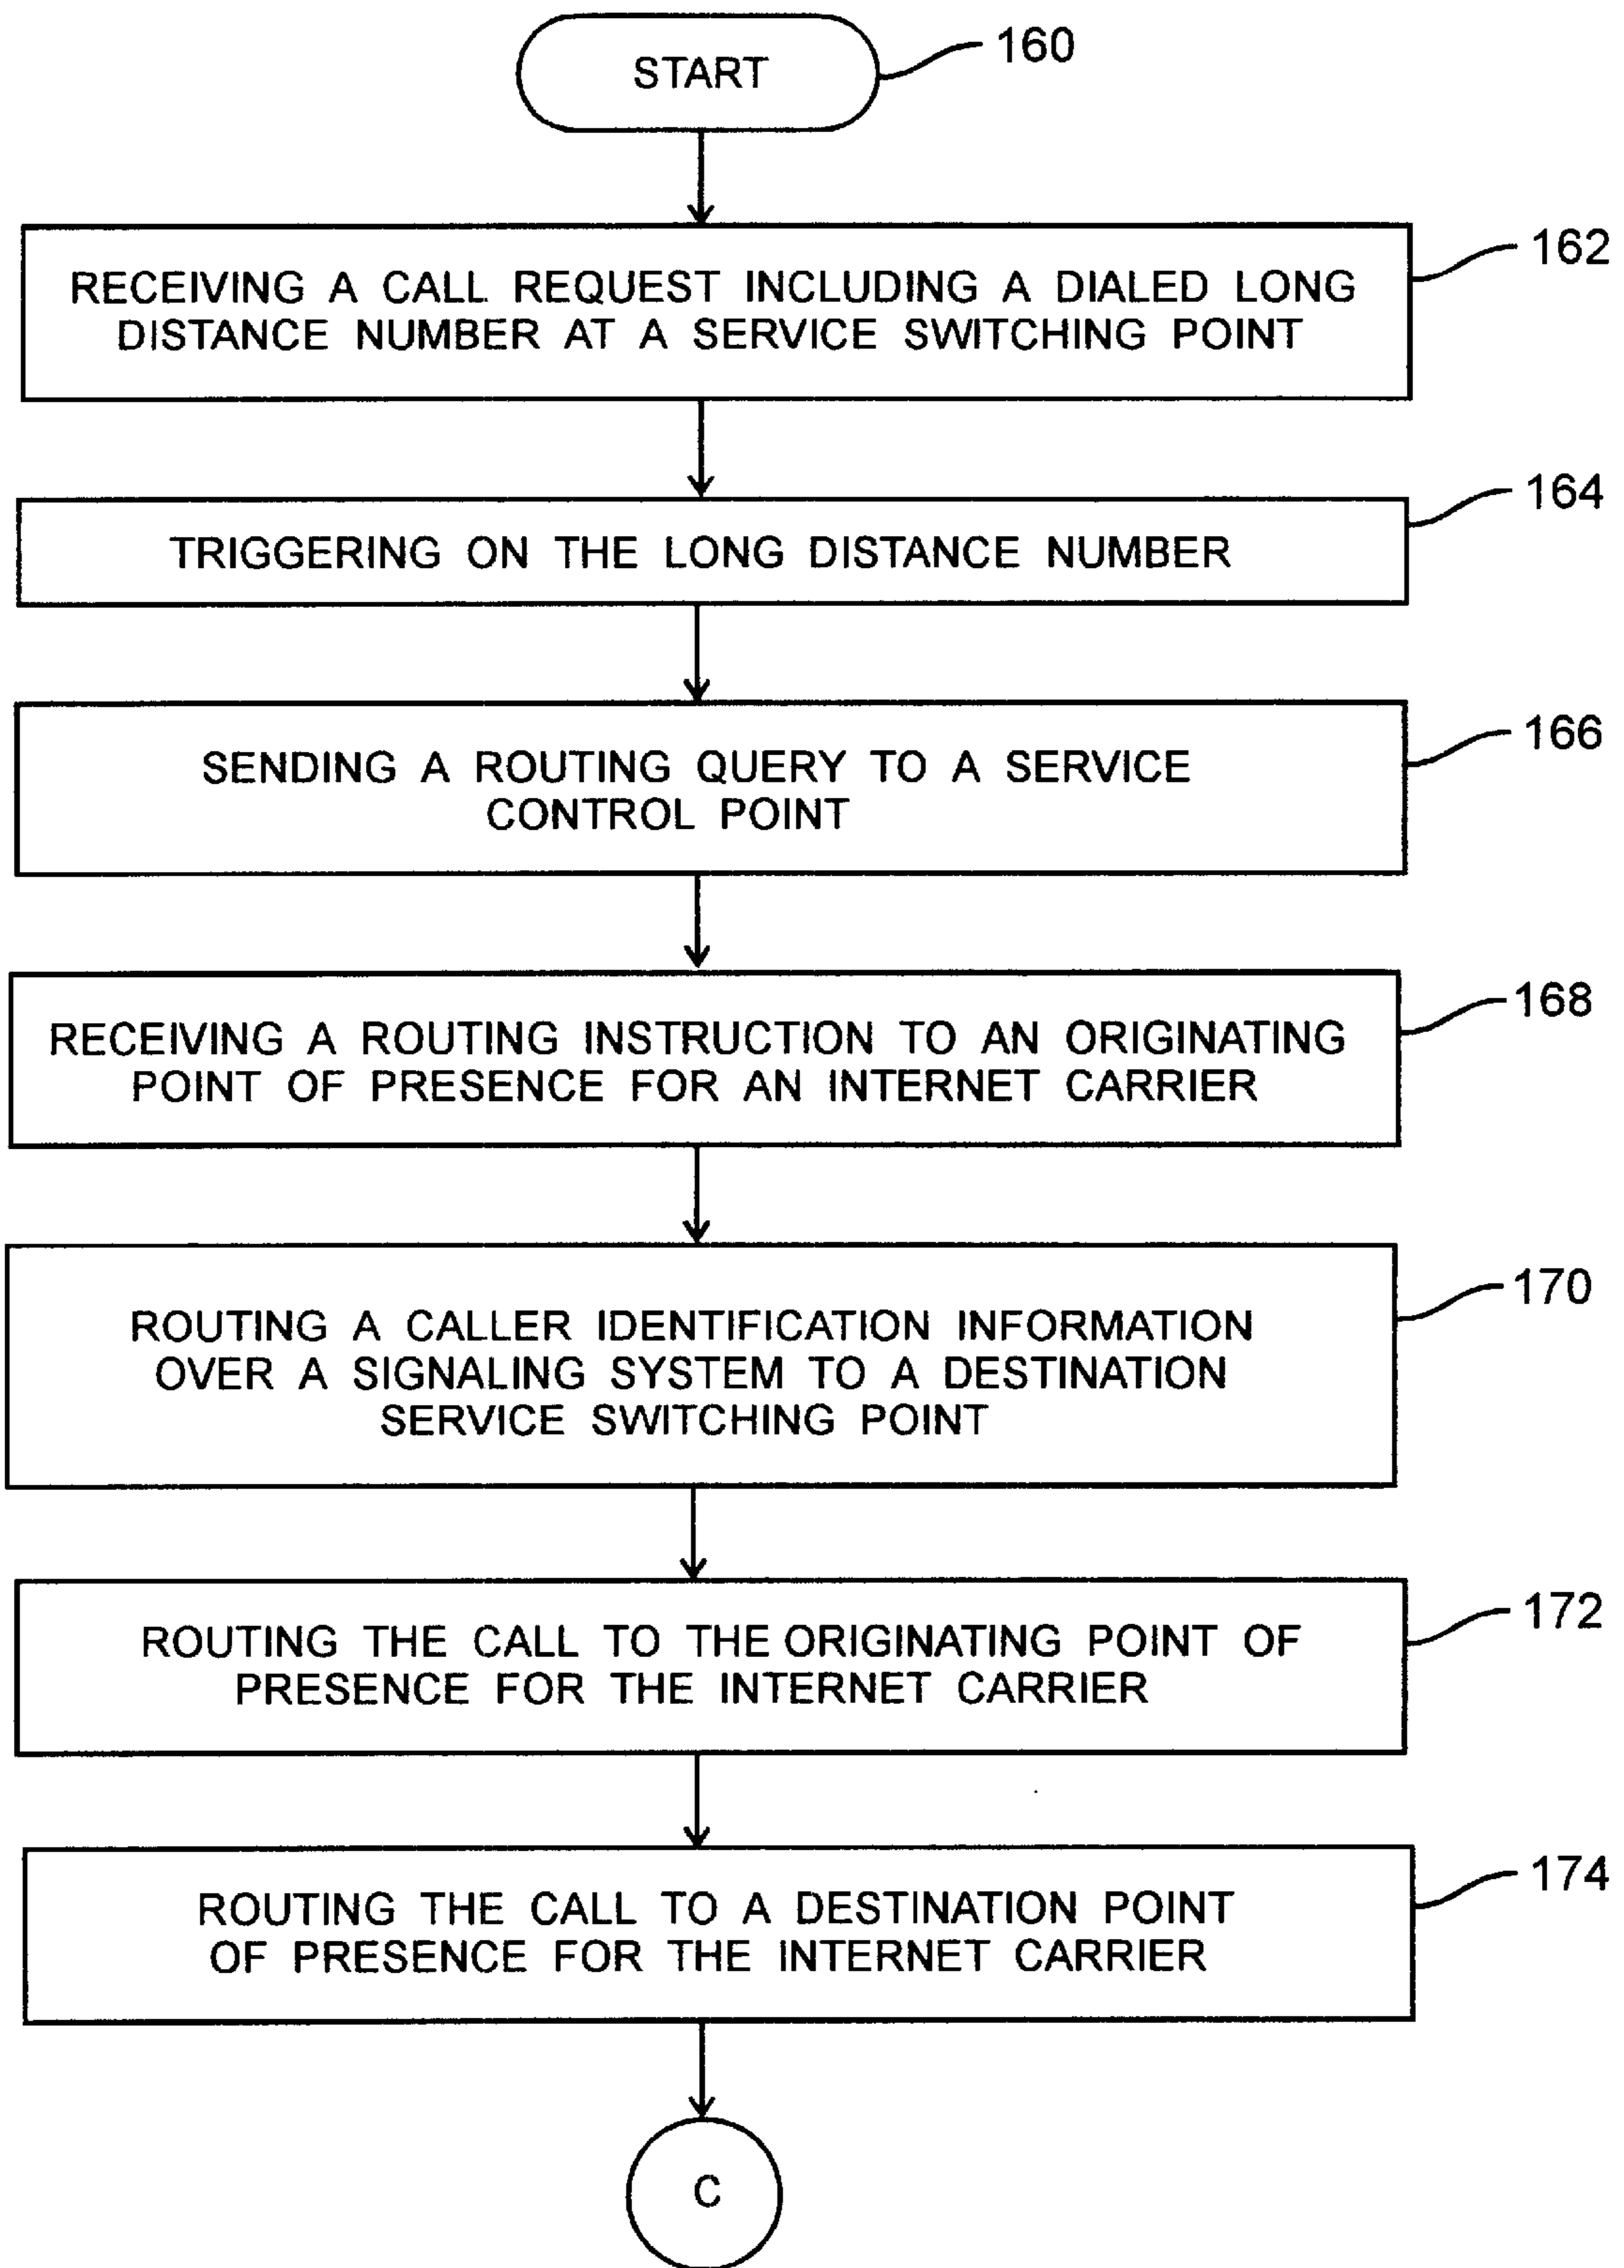 START
160
RECEIVING A CALL REQUEST INCLUDING A DIALED LONG
DISTANCE NUMBER AT A SERVICE SWITCHING POINT
162
TRIGGERING ON THE LONG DISTANCE NUMBER
164
SENDING A ROUTING QUERY TO A SERVICE
CONTROL POINT
166
RECEIVING A ROUTING INSTRUCTION TO AN ORIGINATING
POINT OF PRESENCE FOR AN INTERNET CARRIER
168
ROUTING A CALLER IDENTIFICATION INFORMATION
OVER A SIGNALING SYSTEM TO A DESTINATION
SERVICE SWITCHING POINT
170
ROUTING THE CALL TO THE ORIGINATING POINT OF
PRESENCE FOR THE INTERNET CARRIER
172
ROUTING THE CALL TO A DESTINATION POINT
OF PRESENCE FOR THE INTERNET CARRIER
174
C